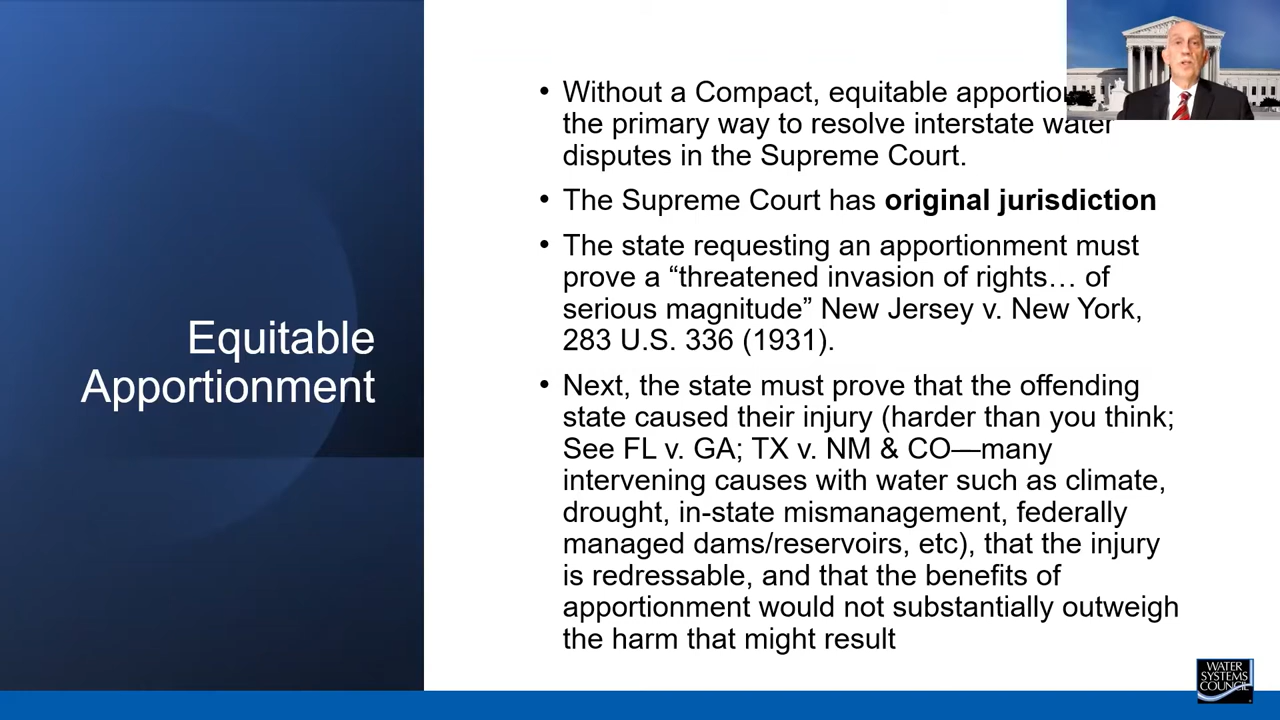 Equitable
Apportionment
• Without a Compact, equitable
the primary way to resolve interstate water
disputes in the Supreme Court.
• The Supreme Court has original jurisdiction
• The state requesting an apportionment must
prove a “threatened invasion of rights… of
serious magnitude” New Jersey v. New York,
283 U.S. 336 (1931).
• Next, the state must prove that the offending
state caused their injury (harder than you think;
See FL v. GA; TX v. NM & CO—many
intervening causes with water such as climate,
drought, in-state mismanagement, federally
managed dams/reservoirs, etc), that the injury
is redressable, and that the benefits of
apportionment would not substantially outweigh
the harm that might result
WATER
SYSTEMS
COUNCIL